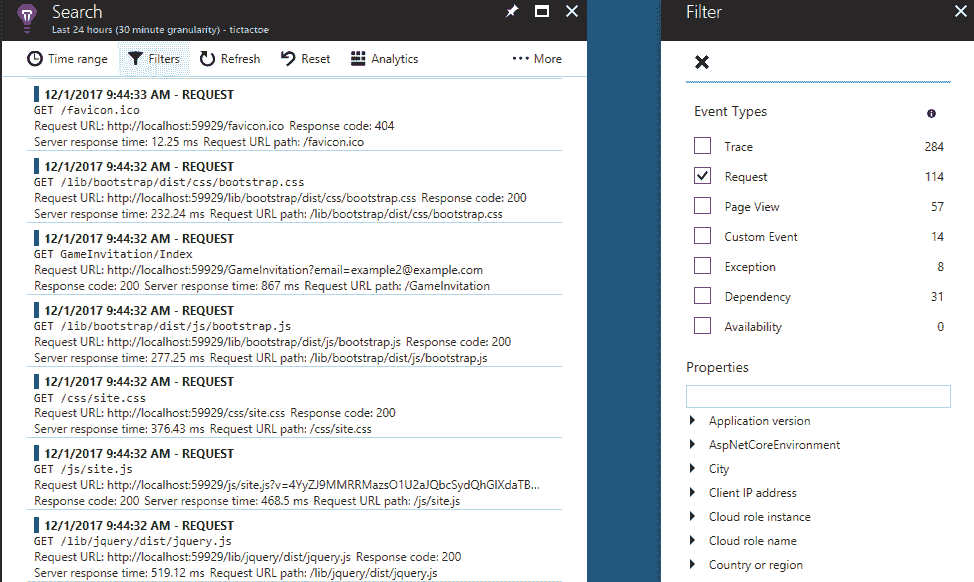 Search
Last 24 hours (30 minute granularity) - tictactoe
Time range Filters Refresh Reset Analytics ••• More
12/1/2017 9:44:33 AM - REQUEST
GET /favicon.ico
Request URL: http://localhost:59929/favicon.ico Response code: 404
Server response time: 12.25 ms Request URL path: /favicon.ico
12/1/2017 9:44:32 AM - REQUEST
GET /lib/bootstrap/dist/css/bootstrap.css
Request URL: http://localhost:59929/lib/bootstrap/dist/css/bootstrap.css Response code: 200
Server response time: 232.24 ms Request URL path: /lib/bootstrap/dist/css/bootstrap.css
12/1/2017 9:44:32 AM - REQUEST
GET GameInvitation/Index
Request URL: http://localhost:59929/GameInvitation?email=example2@example.com
Response code: 200 Server response time: 867 ms Request URL path: /GameInvitation
12/1/2017 9:44:32 AM - REQUEST
GET /lib/bootstrap/dist/js/bootstrap.js
Request URL: http://localhost:59929/lib/bootstrap/dist/js/bootstrap.js Response code: 200
Server response time: 277.25 ms Request URL path: /lib/bootstrap/dist/js/bootstrap.js
12/1/2017 9:44:32 AM - REQUEST
GET /css/site.css
Request URL: http://localhost:59929/css/site.css Response code: 200
Server response time: 376.43 ms Request URL path: /css/site.css
12/1/2017 9:44:32 AM - REQUEST
GET /js/site.js
Request URL: http://localhost:59929/js/site.js?v=4YyZJ9MMRRMazsO1U2aJQbcSydQhGlXdaTB...
Response code: 200 Server response time: 468.5 ms Request URL path: /js/site.js
12/1/2017 9:44:32 AM - REQUEST
GET /lib/jquery/dist/jquery.js
Request URL: http://localhost:59929/lib/jquery/dist/jquery.js Response code: 200
Server response time: 519.12 ms Request URL path: /lib/jquery/dist/jquery.js
Filter
Event Types
Trace 284
Request 114
Page View 57
Custom Event 14
Exception 8
Dependency 31
Availability 0
Properties
Application version
AspNetCoreEnvironment
City
Client IP address
Cloud role instance
Cloud role name
Country or region